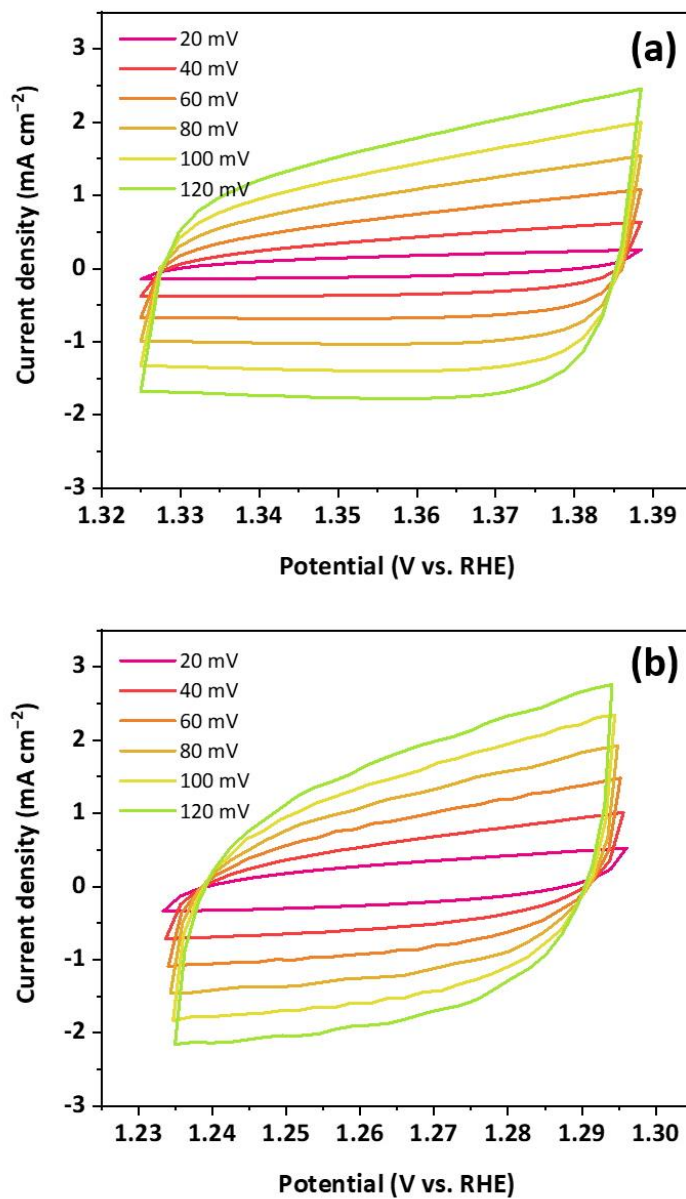 (a)
20 mV
40 mV
60 mV
80 mV
100 mV
120 mV
Current density (mA cm⁻²)
3
2
1
0
-1
-2
-3
1.32 1.33 1.34 1.35 1.36 1.37 1.38 1.39
Potential (V vs. RHE)
(b)
20 mV
40 mV
60 mV
80 mV
100 mV
120 mV
Current density (mA cm⁻²)
3
2
1
0
-1
-2
-3
1.23 1.24 1.25 1.26 1.27 1.28 1.29 1.30
Potential (V vs. RHE)